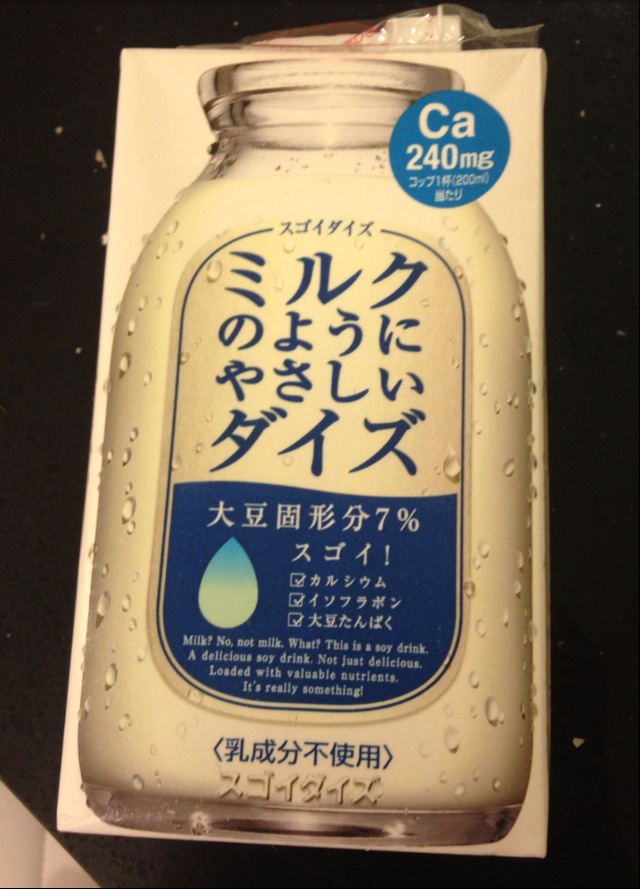 Ca
240mg
コップ1杯(200ml)
当たり
スゴイダイズ
ミルク
のように
やさしい
ダイズ
大豆固形分7%
スゴイ!
☑カルシウム
☑イソフラボン
☑大豆たんぱく
Milk? No, not milk. What? This is a soy drink.
A delicious soy drink. Not just delicious.
Loaded with valuable nutrients.
It's really something!
〈乳成分不使用〉
スゴイダイズ